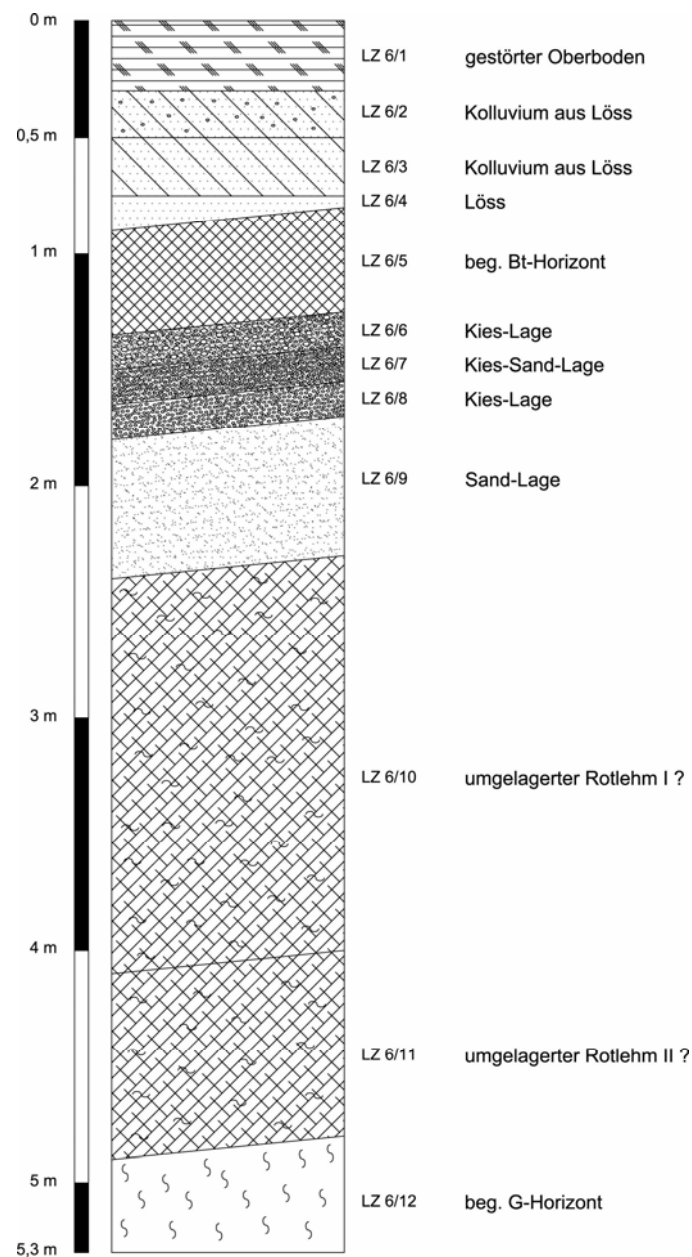 0 m
LZ 6/1 gestörter Oberboden
LZ 6/2 Kolluvium aus Löss
0,5 m
LZ 6/3 Kolluvium aus Löss
LZ 6/4 Löss
1 m
LZ 6/5 beg. Bt-Horizont
LZ 6/6 Kies-Lage
LZ 6/7 Kies-Sand-Lage
LZ 6/8 Kies-Lage
2 m
LZ 6/9 Sand-Lage
3 m
LZ 6/10 umgelagerter Rotlehm I ?
4 m
LZ 6/11 umgelagerter Rotlehm II ?
5 m
LZ 6/12 beg. G-Horizont
5,3 m